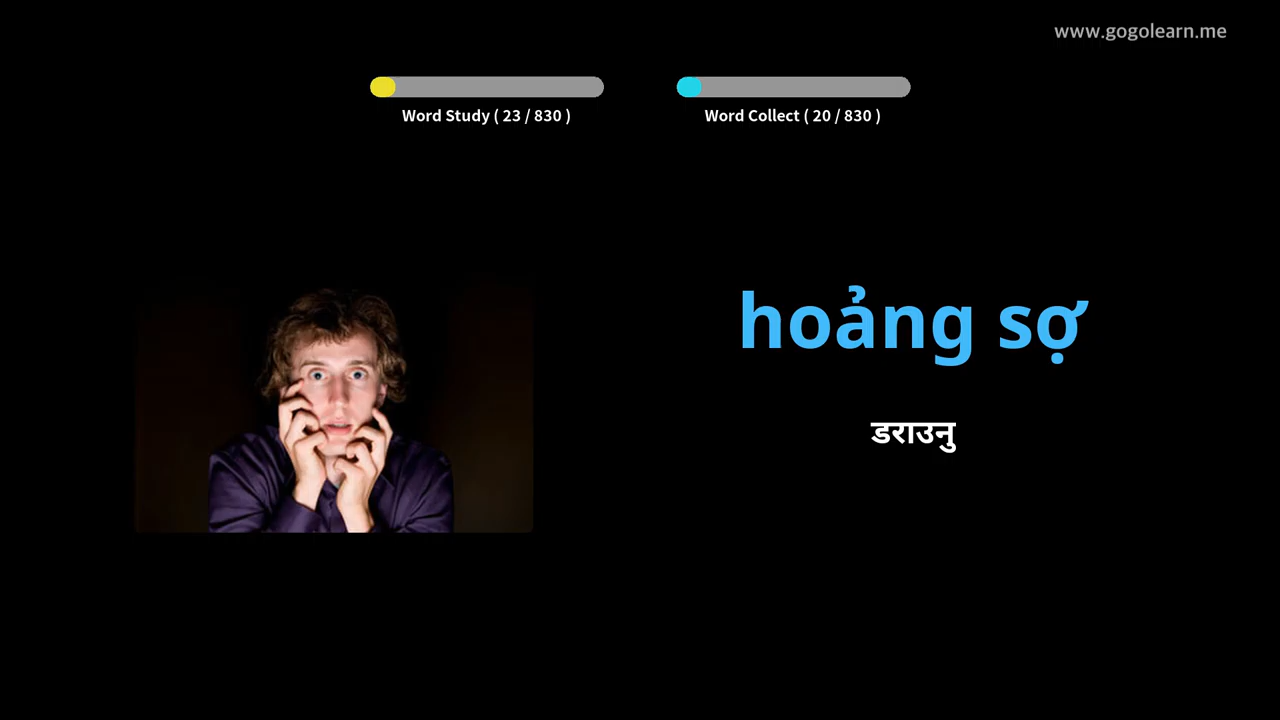 www.gogolearn.me
Word Study ( 23 / 830 )
Word Collect ( 20 / 830 )
hoảng sợ
डराउनु